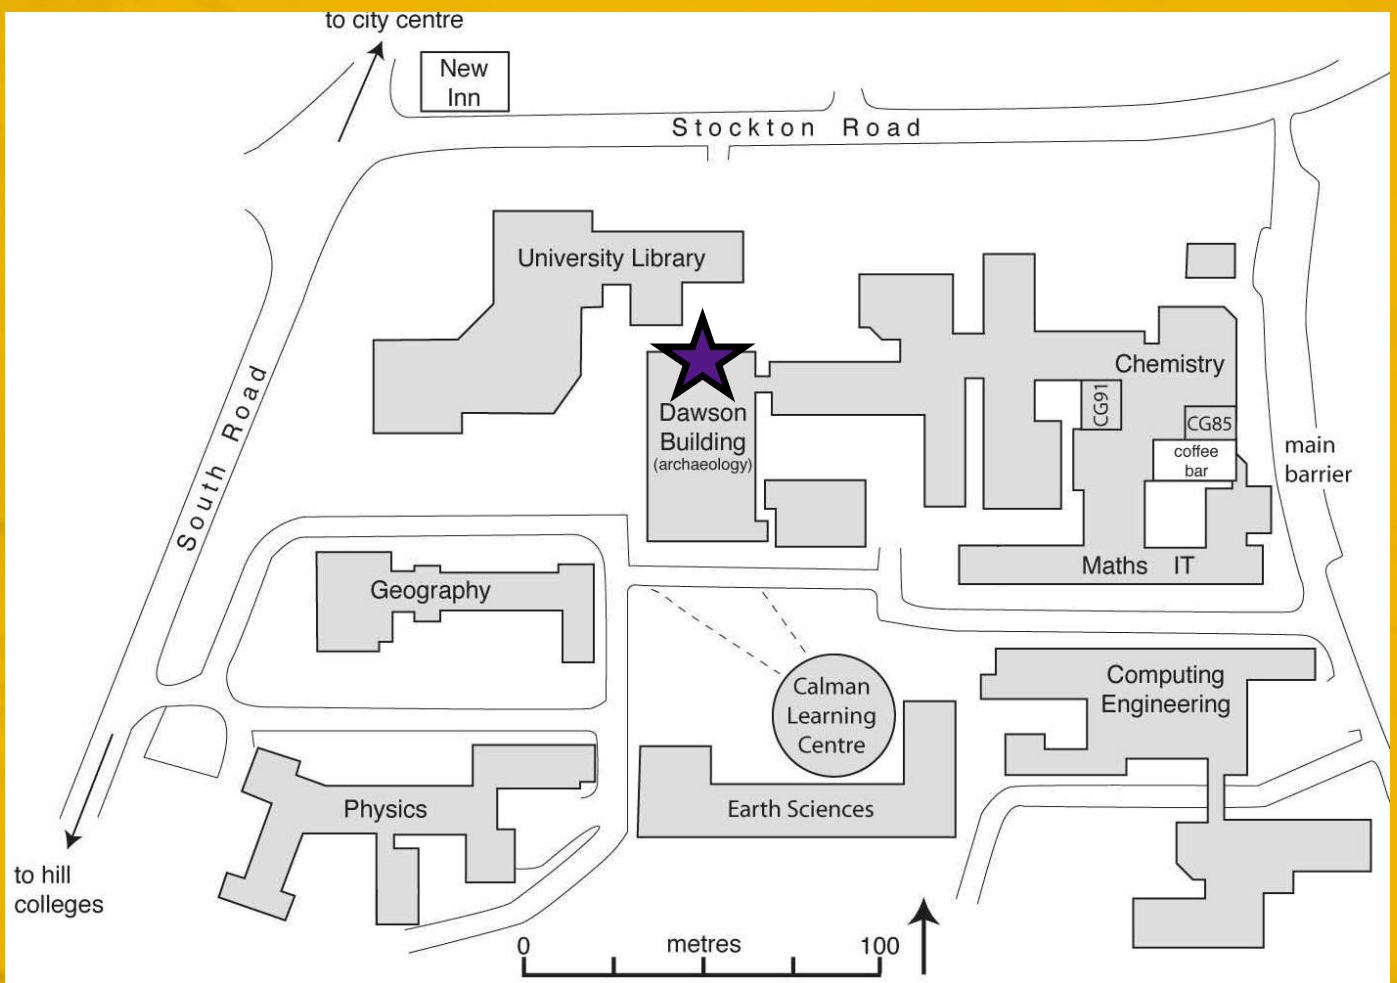 to city centre
New
Inn
Stockton Road
University Library
Chemistry
CG91
Dawson
Building
(archaeology)
CG85
coffee
bar
main
barrier
South Road
Maths IT
Geography
Calman
Learning
Centre
Computing
Engineering
Physics
Earth Sciences
to hill
colleges
0 metres 100